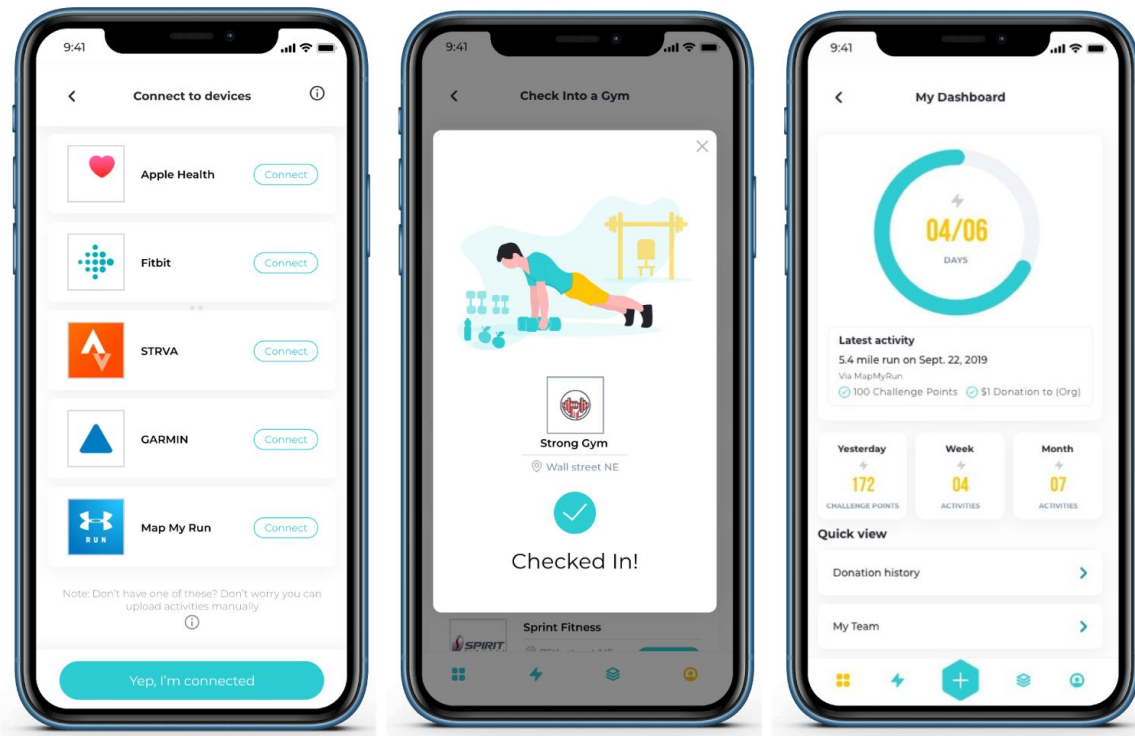 9:41
Connect to devices
Apple Health
Connect
Fitbit
Connect
STRVA
Connect
GARMIN
Connect
RUN
Map My Run
Connect
Note: Don't have one of these? Don't worry you can
upload activities manually
Yep, I'm connected
9:41
Check Into a Gym
Strong Gym
Wall street NE
Checked In!
Sprint Fitness
SPIRIT
9:41
My Dashboard
04/06
DAYS
Latest activity
5.4 mile run on Sept. 22, 2019
Via MapMyRun
100 Challenge Points $1 Donation to (Org)
Yesterday
172
CHALLENGE POINTS
Week
04
ACTIVITIES
Month
07
ACTIVITIES
Quick view
Donation history
My Team